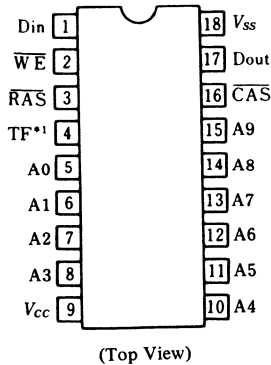 Din 1 18 Vss
WE 2 17 Dout
RAS 3 16 CAS
TF*1 4 15 A9
A0 5 14 A8
A1 6 13 A7
A2 7 12 A6
A3 8 11 A5
Vcc 9 10 A4
(Top View)